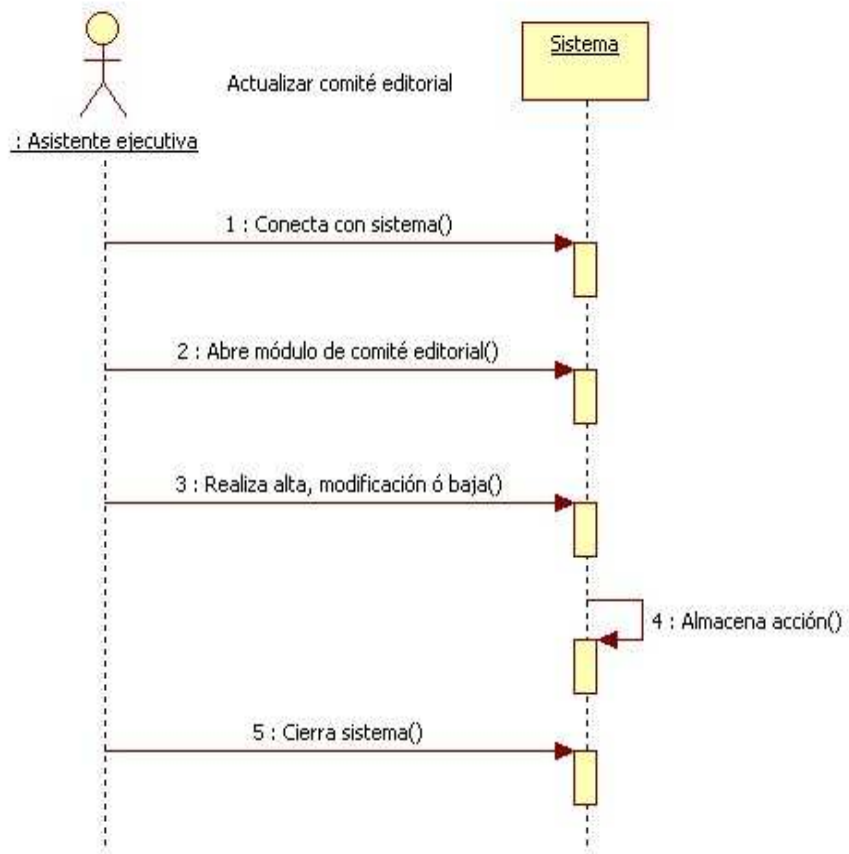 Sistema
Actualizar comité editorial
: Asistente ejecutiva
1 : Conecta con sistema()
2 : Abre módulo de comité editorial()
3 : Realiza alta, modificación ó baja()
4 : Almacena acción()
5 : Cierra sistema()